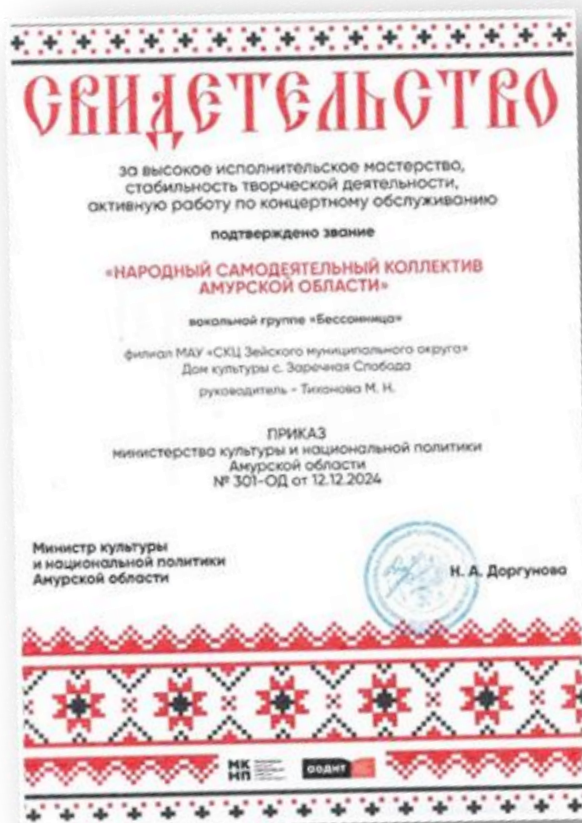 СВИДЕТЕЛЬСТВО
за высокое исполнительское мастерство,
стабильность творческой деятельности,
активную работу по концертному обслуживанию
подтверждено звание
«НАРОДНЫЙ САМОДЕЯТЕЛЬНЫЙ КОЛЛЕКТИВ
АМУРСКОЙ ОБЛАСТИ»
вокальной группе «Бессонница»
филиал МАУ «СКЦ Зейского муниципального округа»
Дом культуры с. Заречная Слобода
руководитель - Тихонова М. Н.
ПРИКАЗ
министерства культуры и национальной политики
Амурской области
№ 301-ОД от 12.12.2024
Министр культуры
и национальной политики
Амурской области
Н. А. Доргунова
МК
НП
аоднт